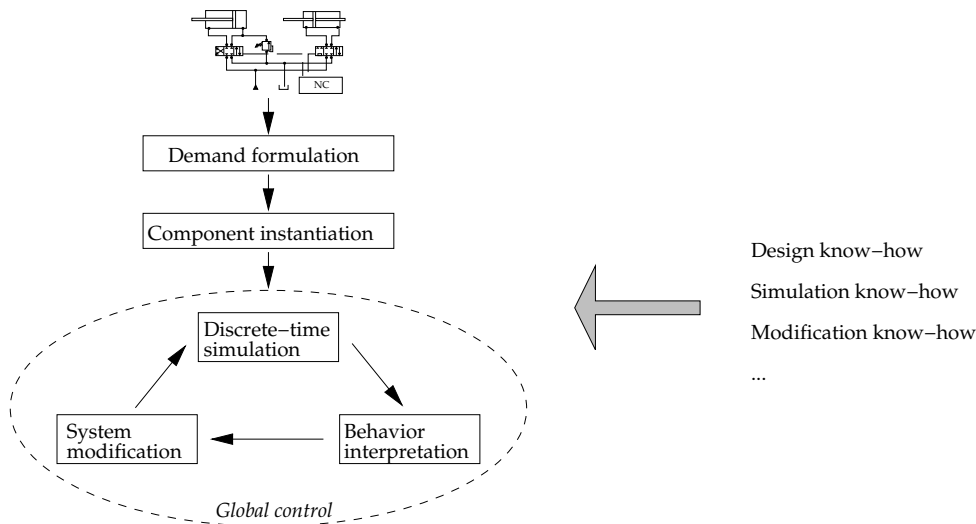 NC
Demand formulation
Component instantiation
Discrete−time
simulation
System
modification
Behavior
interpretation
Global control
Design know−how
Simulation know−how
Modification know−how
...